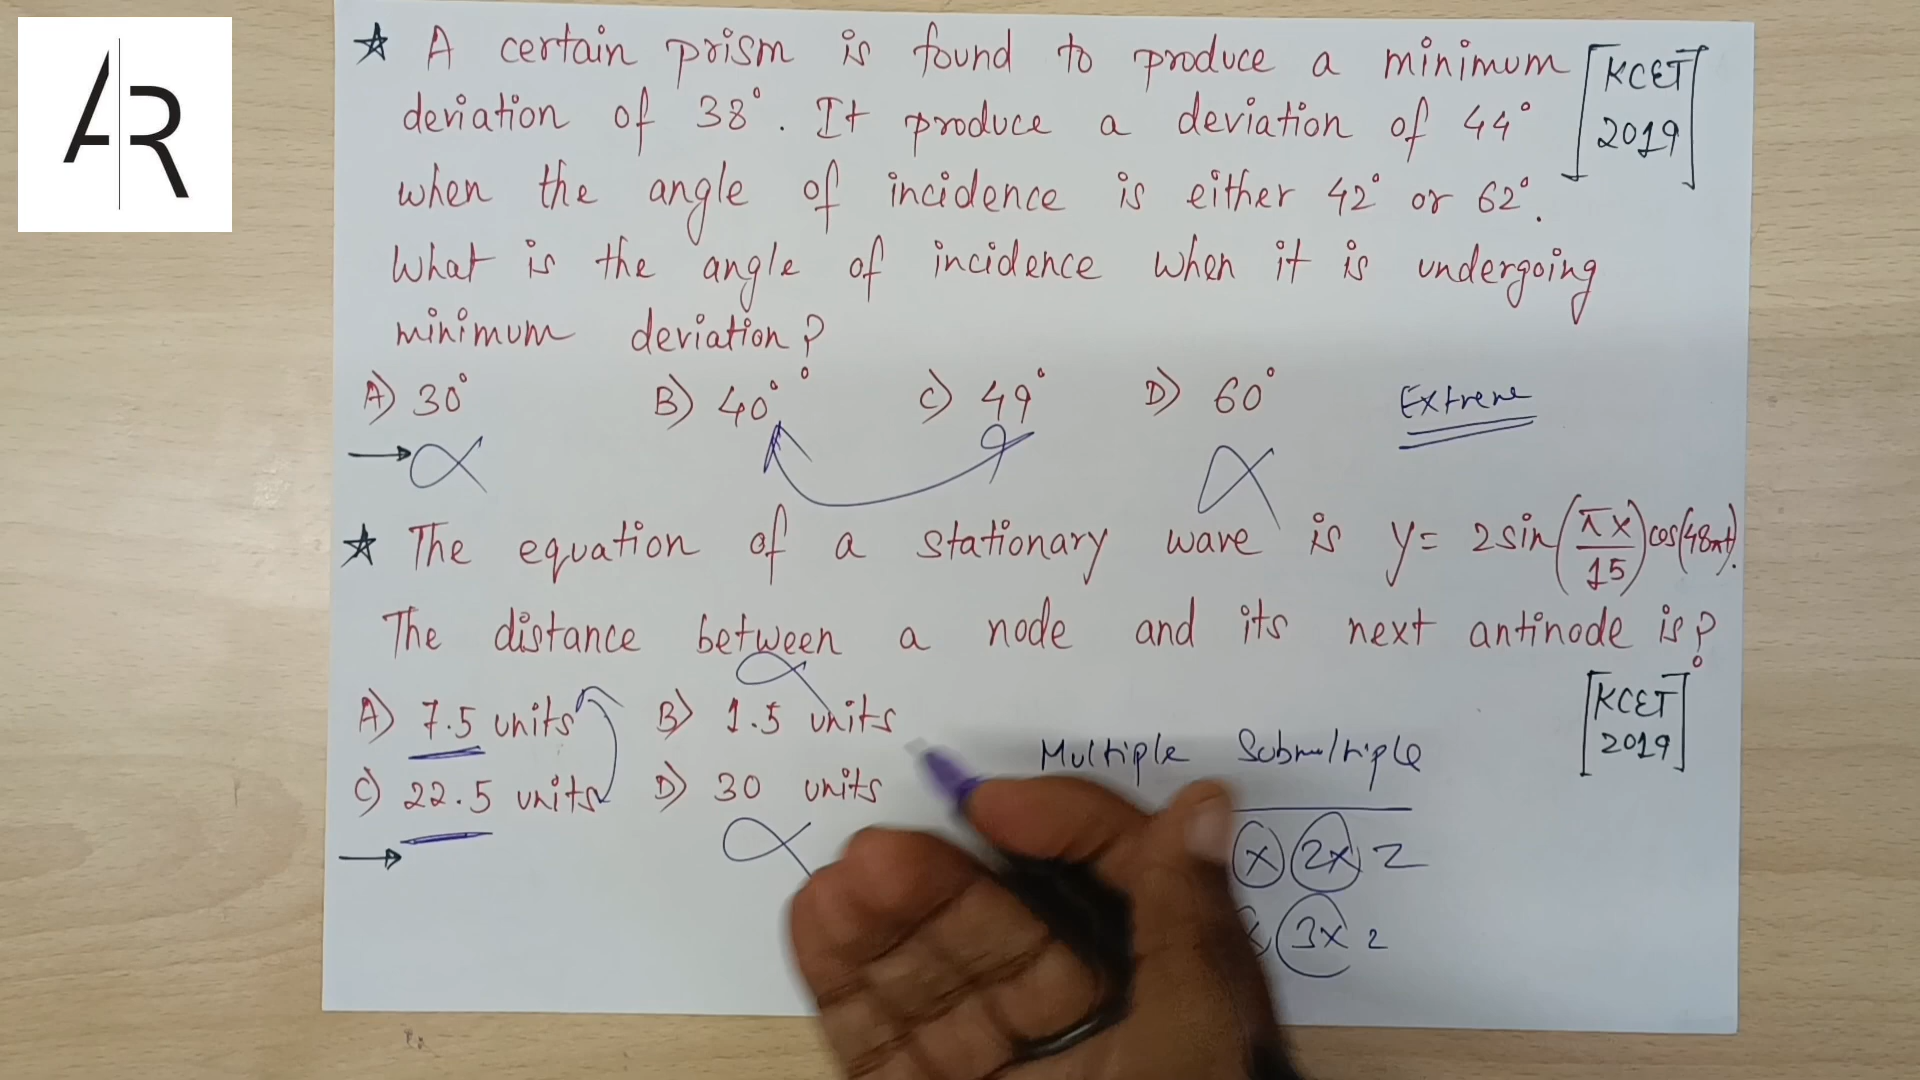 AR
★ A certain prism is found to produce a minimum [KCET
deviation of 38°. It produce a deviation of 44° 2019]
when the angle of incidence is either 42° or 62°.
What is the angle of incidence when it is undergoing
minimum deviation?
A) 30° B) 40° C) 49° D) 60° Extreme
★ The equation of a stationary wave is y= 2sin(πx/15)cos(48πt).
The distance between a node and its next antinode is?
A) 7.5 units B) 1.5 units [KCET
2019]
C) 22.5 units D) 30 units
Multiple Submultiple
x 2x 2
3x 2